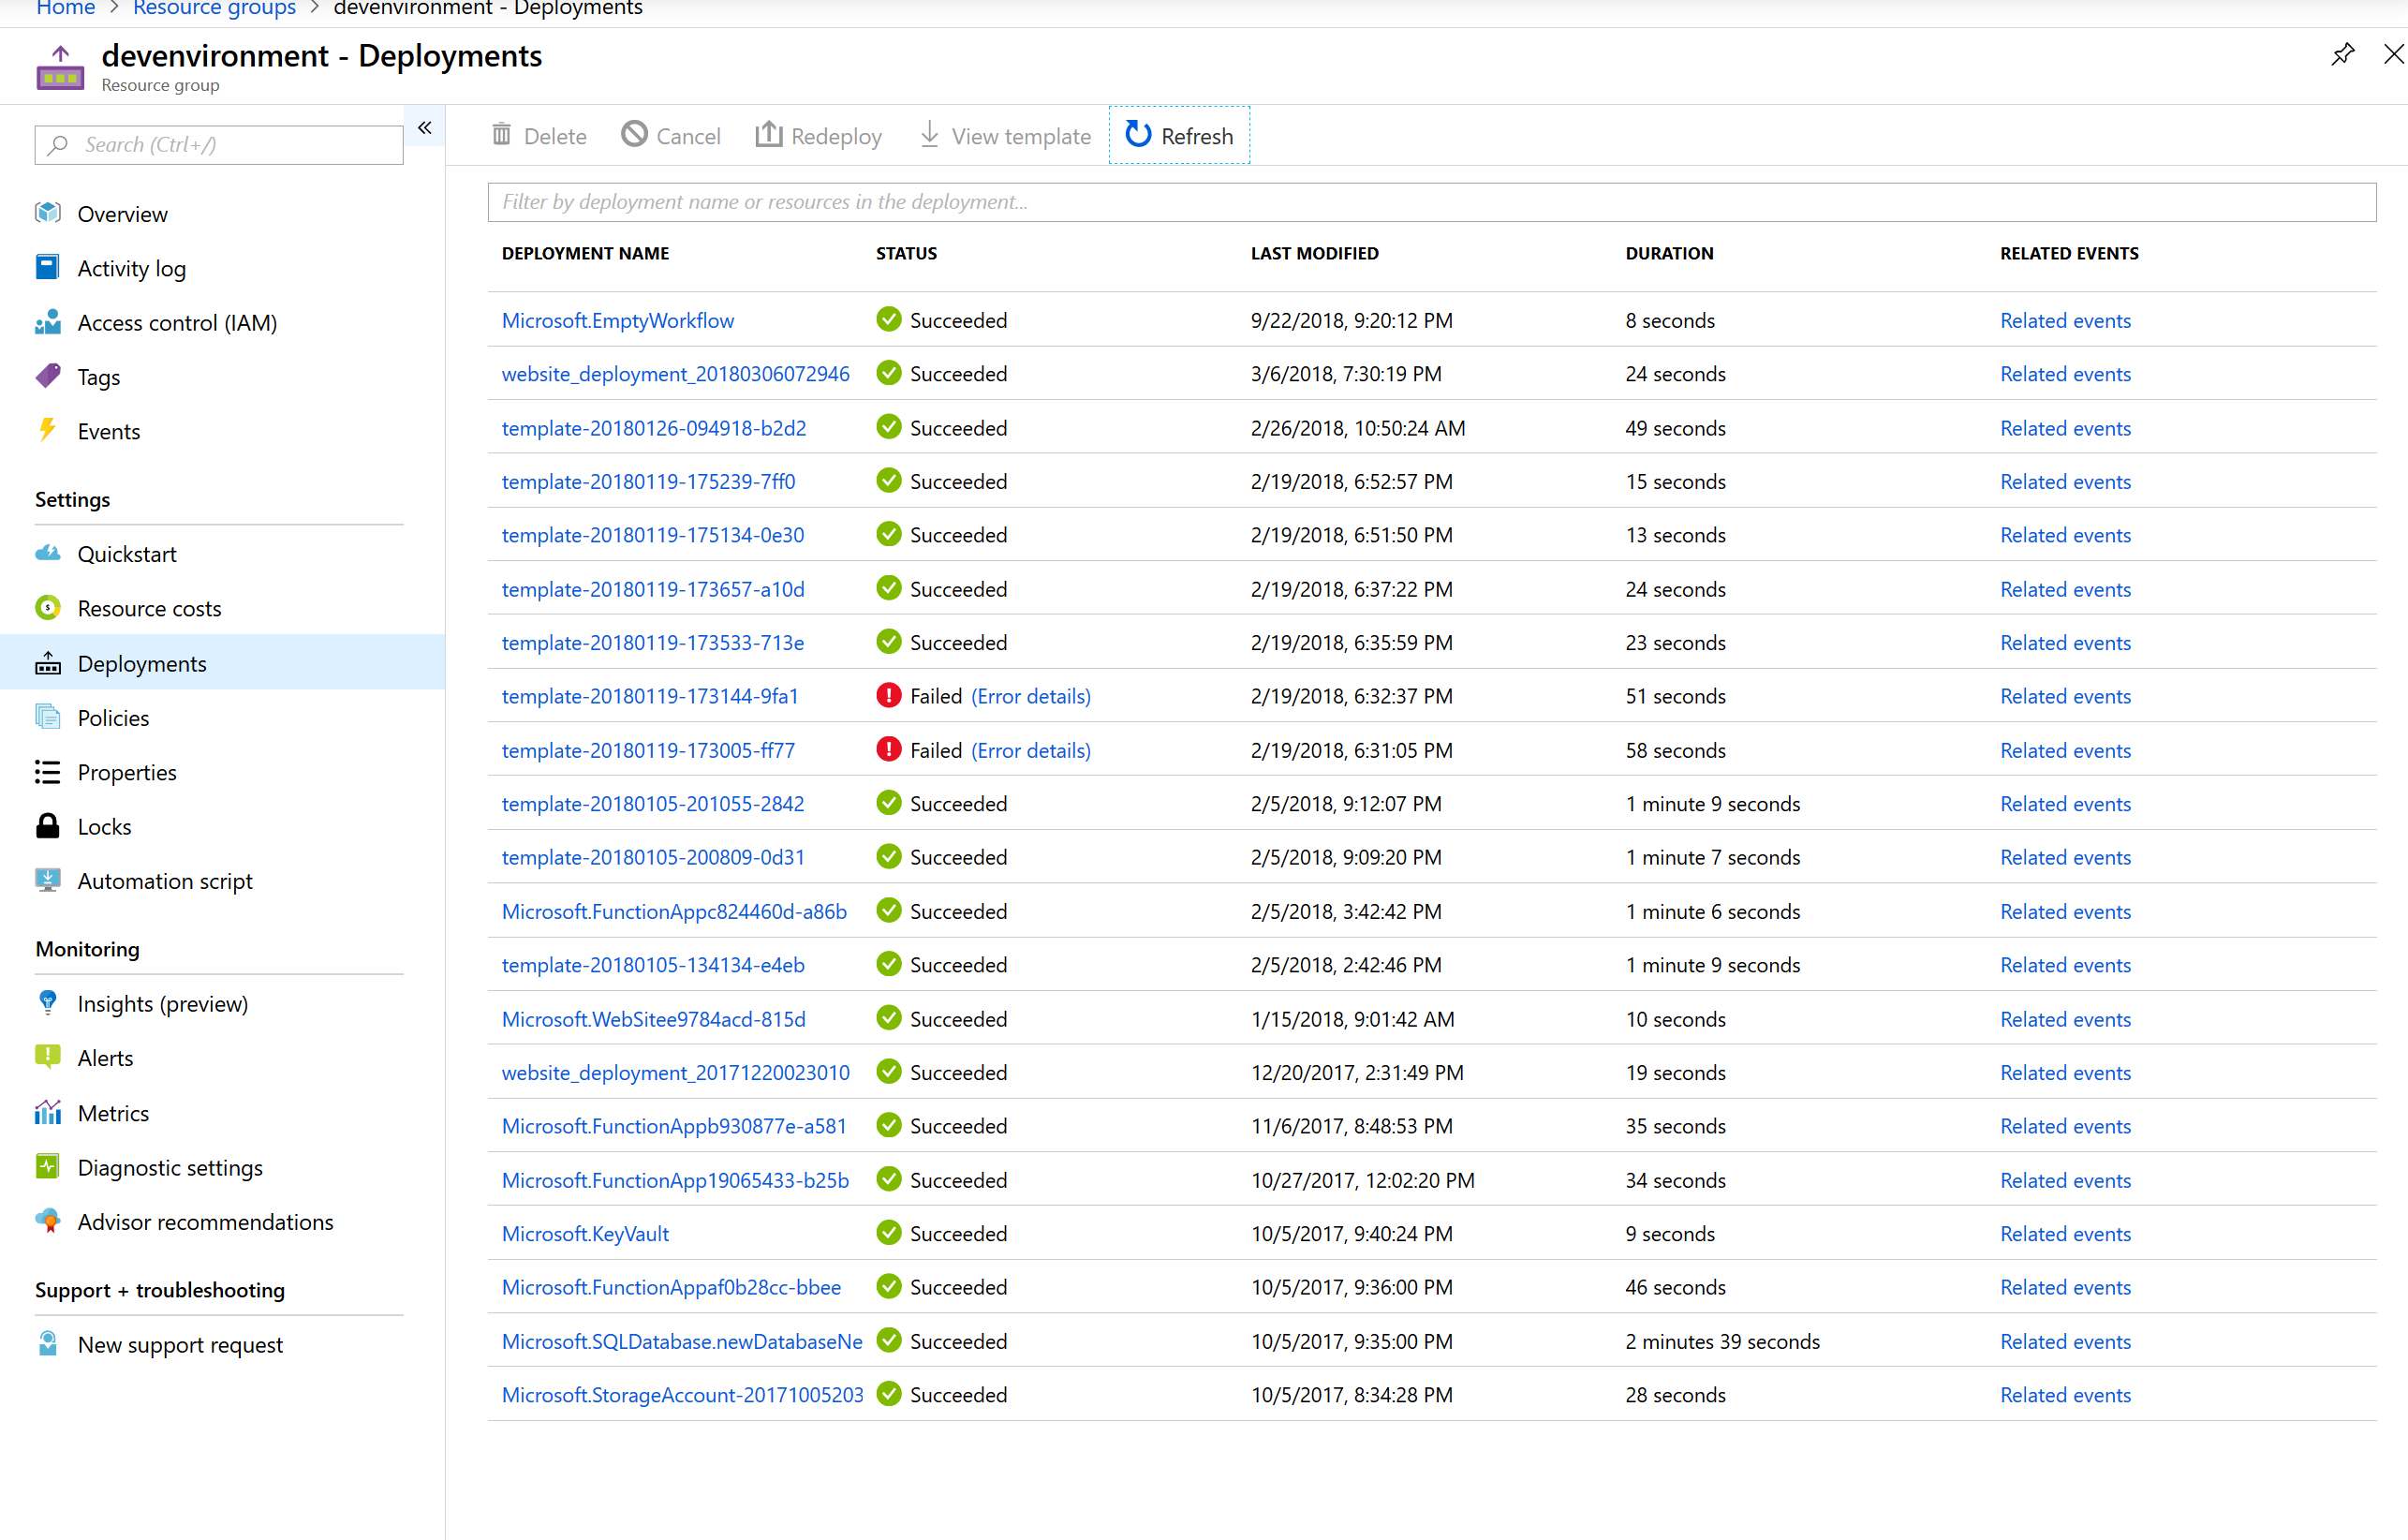 Home > Resource groups > devenvironment - Deployments
devenvironment - Deployments
Resource group
Search (Ctrl+/)
«
Overview
Activity log
Access control (IAM)
Tags
Events
Settings
Quickstart
Resource costs
Deployments
Policies
Properties
Locks
Automation script
Monitoring
Insights (preview)
Alerts
Metrics
Diagnostic settings
Advisor recommendations
Support + troubleshooting
New support request
Delete Cancel Redeploy View template Refresh
Filter by deployment name or resources in the deployment...
DEPLOYMENT NAME STATUS LAST MODIFIED DURATION RELATED EVENTS
Microsoft.EmptyWorkflow Succeeded 9/22/2018, 9:20:12 PM 8 seconds Related events
website_deployment_20180306072946 Succeeded 3/6/2018, 7:30:19 PM 24 seconds Related events
template-20180126-094918-b2d2 Succeeded 2/26/2018, 10:50:24 AM 49 seconds Related events
template-20180119-175239-7ff0 Succeeded 2/19/2018, 6:52:57 PM 15 seconds Related events
template-20180119-175134-0e30 Succeeded 2/19/2018, 6:51:50 PM 13 seconds Related events
template-20180119-173657-a10d Succeeded 2/19/2018, 6:37:22 PM 24 seconds Related events
template-20180119-173533-713e Succeeded 2/19/2018, 6:35:59 PM 23 seconds Related events
template-20180119-173144-9fa1 Failed (Error details) 2/19/2018, 6:32:37 PM 51 seconds Related events
template-20180119-173005-ff77 Failed (Error details) 2/19/2018, 6:31:05 PM 58 seconds Related events
template-20180105-201055-2842 Succeeded 2/5/2018, 9:12:07 PM 1 minute 9 seconds Related events
template-20180105-200809-0d31 Succeeded 2/5/2018, 9:09:20 PM 1 minute 7 seconds Related events
Microsoft.FunctionAppc824460d-a86b Succeeded 2/5/2018, 3:42:42 PM 1 minute 6 seconds Related events
template-20180105-134134-e4eb Succeeded 2/5/2018, 2:42:46 PM 1 minute 9 seconds Related events
Microsoft.WebSitee9784acd-815d Succeeded 1/15/2018, 9:01:42 AM 10 seconds Related events
website_deployment_20171220023010 Succeeded 12/20/2017, 2:31:49 PM 19 seconds Related events
Microsoft.FunctionAppb930877e-a581 Succeeded 11/6/2017, 8:48:53 PM 35 seconds Related events
Microsoft.FunctionApp19065433-b25b Succeeded 10/27/2017, 12:02:20 PM 34 seconds Related events
Microsoft.KeyVault Succeeded 10/5/2017, 9:40:24 PM 9 seconds Related events
Microsoft.FunctionAppaf0b28cc-bbee Succeeded 10/5/2017, 9:36:00 PM 46 seconds Related events
Microsoft.SQLDatabase.newDatabaseNe Succeeded 10/5/2017, 9:35:00 PM 2 minutes 39 seconds Related events
Microsoft.StorageAccount-20171005203 Succeeded 10/5/2017, 8:34:28 PM 28 seconds Related events